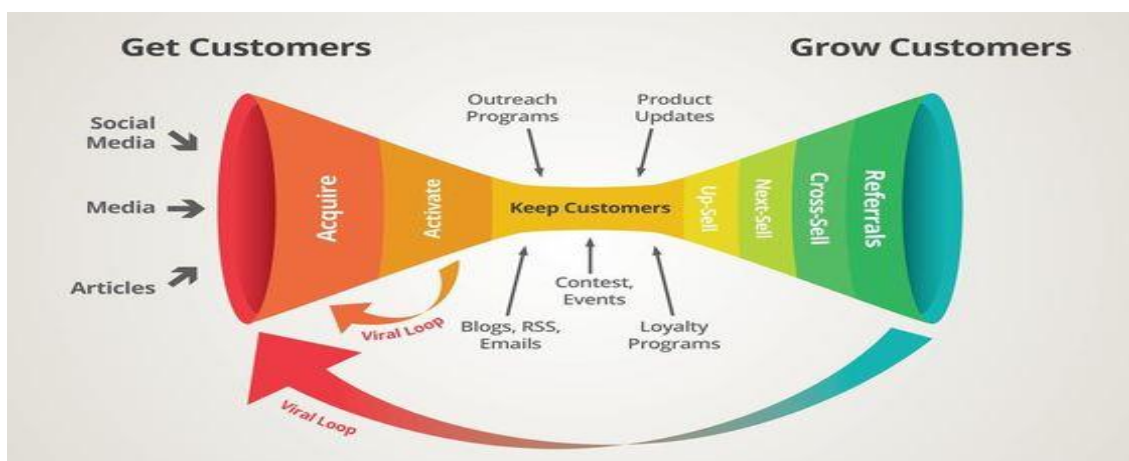 Get Customers
Grow Customers
Social
Media
Media
Articles
Acquire
Activate
Outreach
Programs
Product
Updates
Keep Customers
Blogs, RSS,
Emails
Contest,
Events
Loyalty
Programs
Up-Sell
Next-Sell
Cross-Sell
Referrals
Viral Loop
Viral Loop